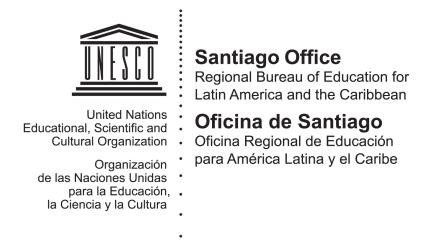 UNESCO
United Nations
Educational, Scientific and
Cultural Organization
Organización
de las Naciones Unidas
para la Educación,
la Ciencia y la Cultura
Santiago Office
Regional Bureau of Education for
Latin America and the Caribbean
Oficina de Santiago
Oficina Regional de Educación
para América Latina y el Caribe